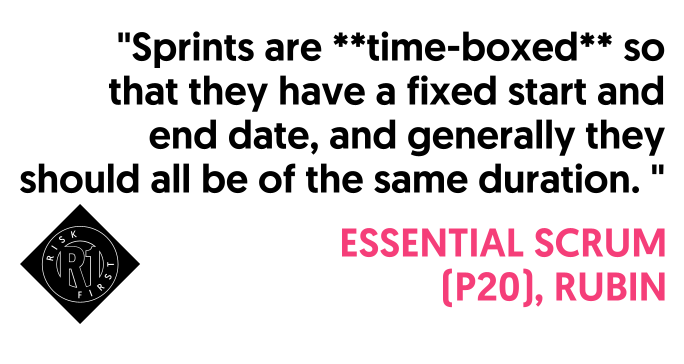 "Sprints are **time-boxed** so
that they have a fixed start and
end date, and generally they
should all be of the same duration. "
RISK
R1
FIRST
ESSENTIAL SCRUM
(P20), RUBIN